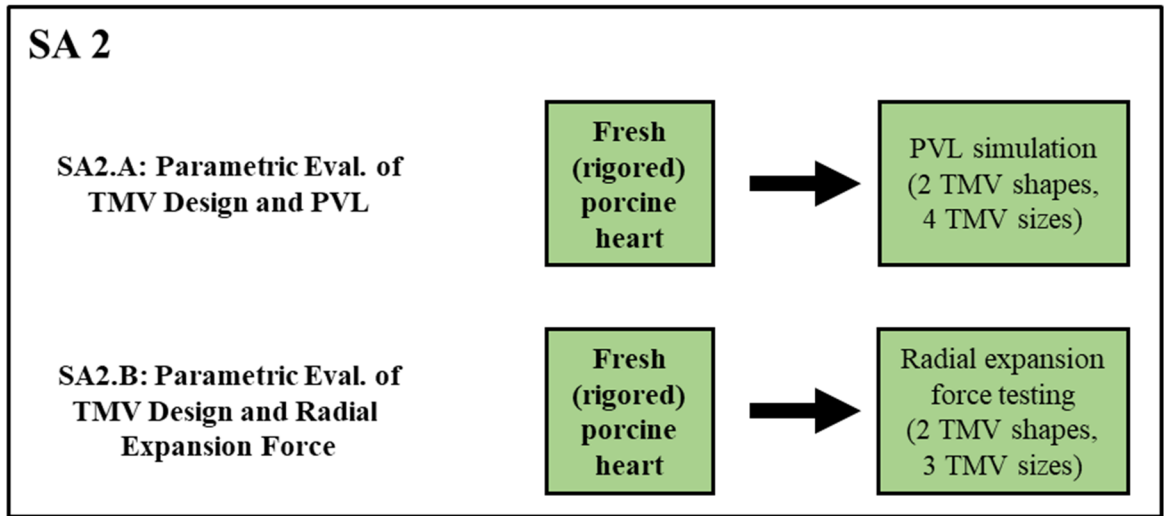 SA 2
SA2.A: Parametric Eval. of
TMV Design and PVL
Fresh
(rigored)
porcine
heart
PVL simulation
(2 TMV shapes,
4 TMV sizes)
SA2.B: Parametric Eval. of
TMV Design and Radial
Expansion Force
Fresh
(rigored)
porcine
heart
Radial expansion
force testing
(2 TMV shapes,
3 TMV sizes)